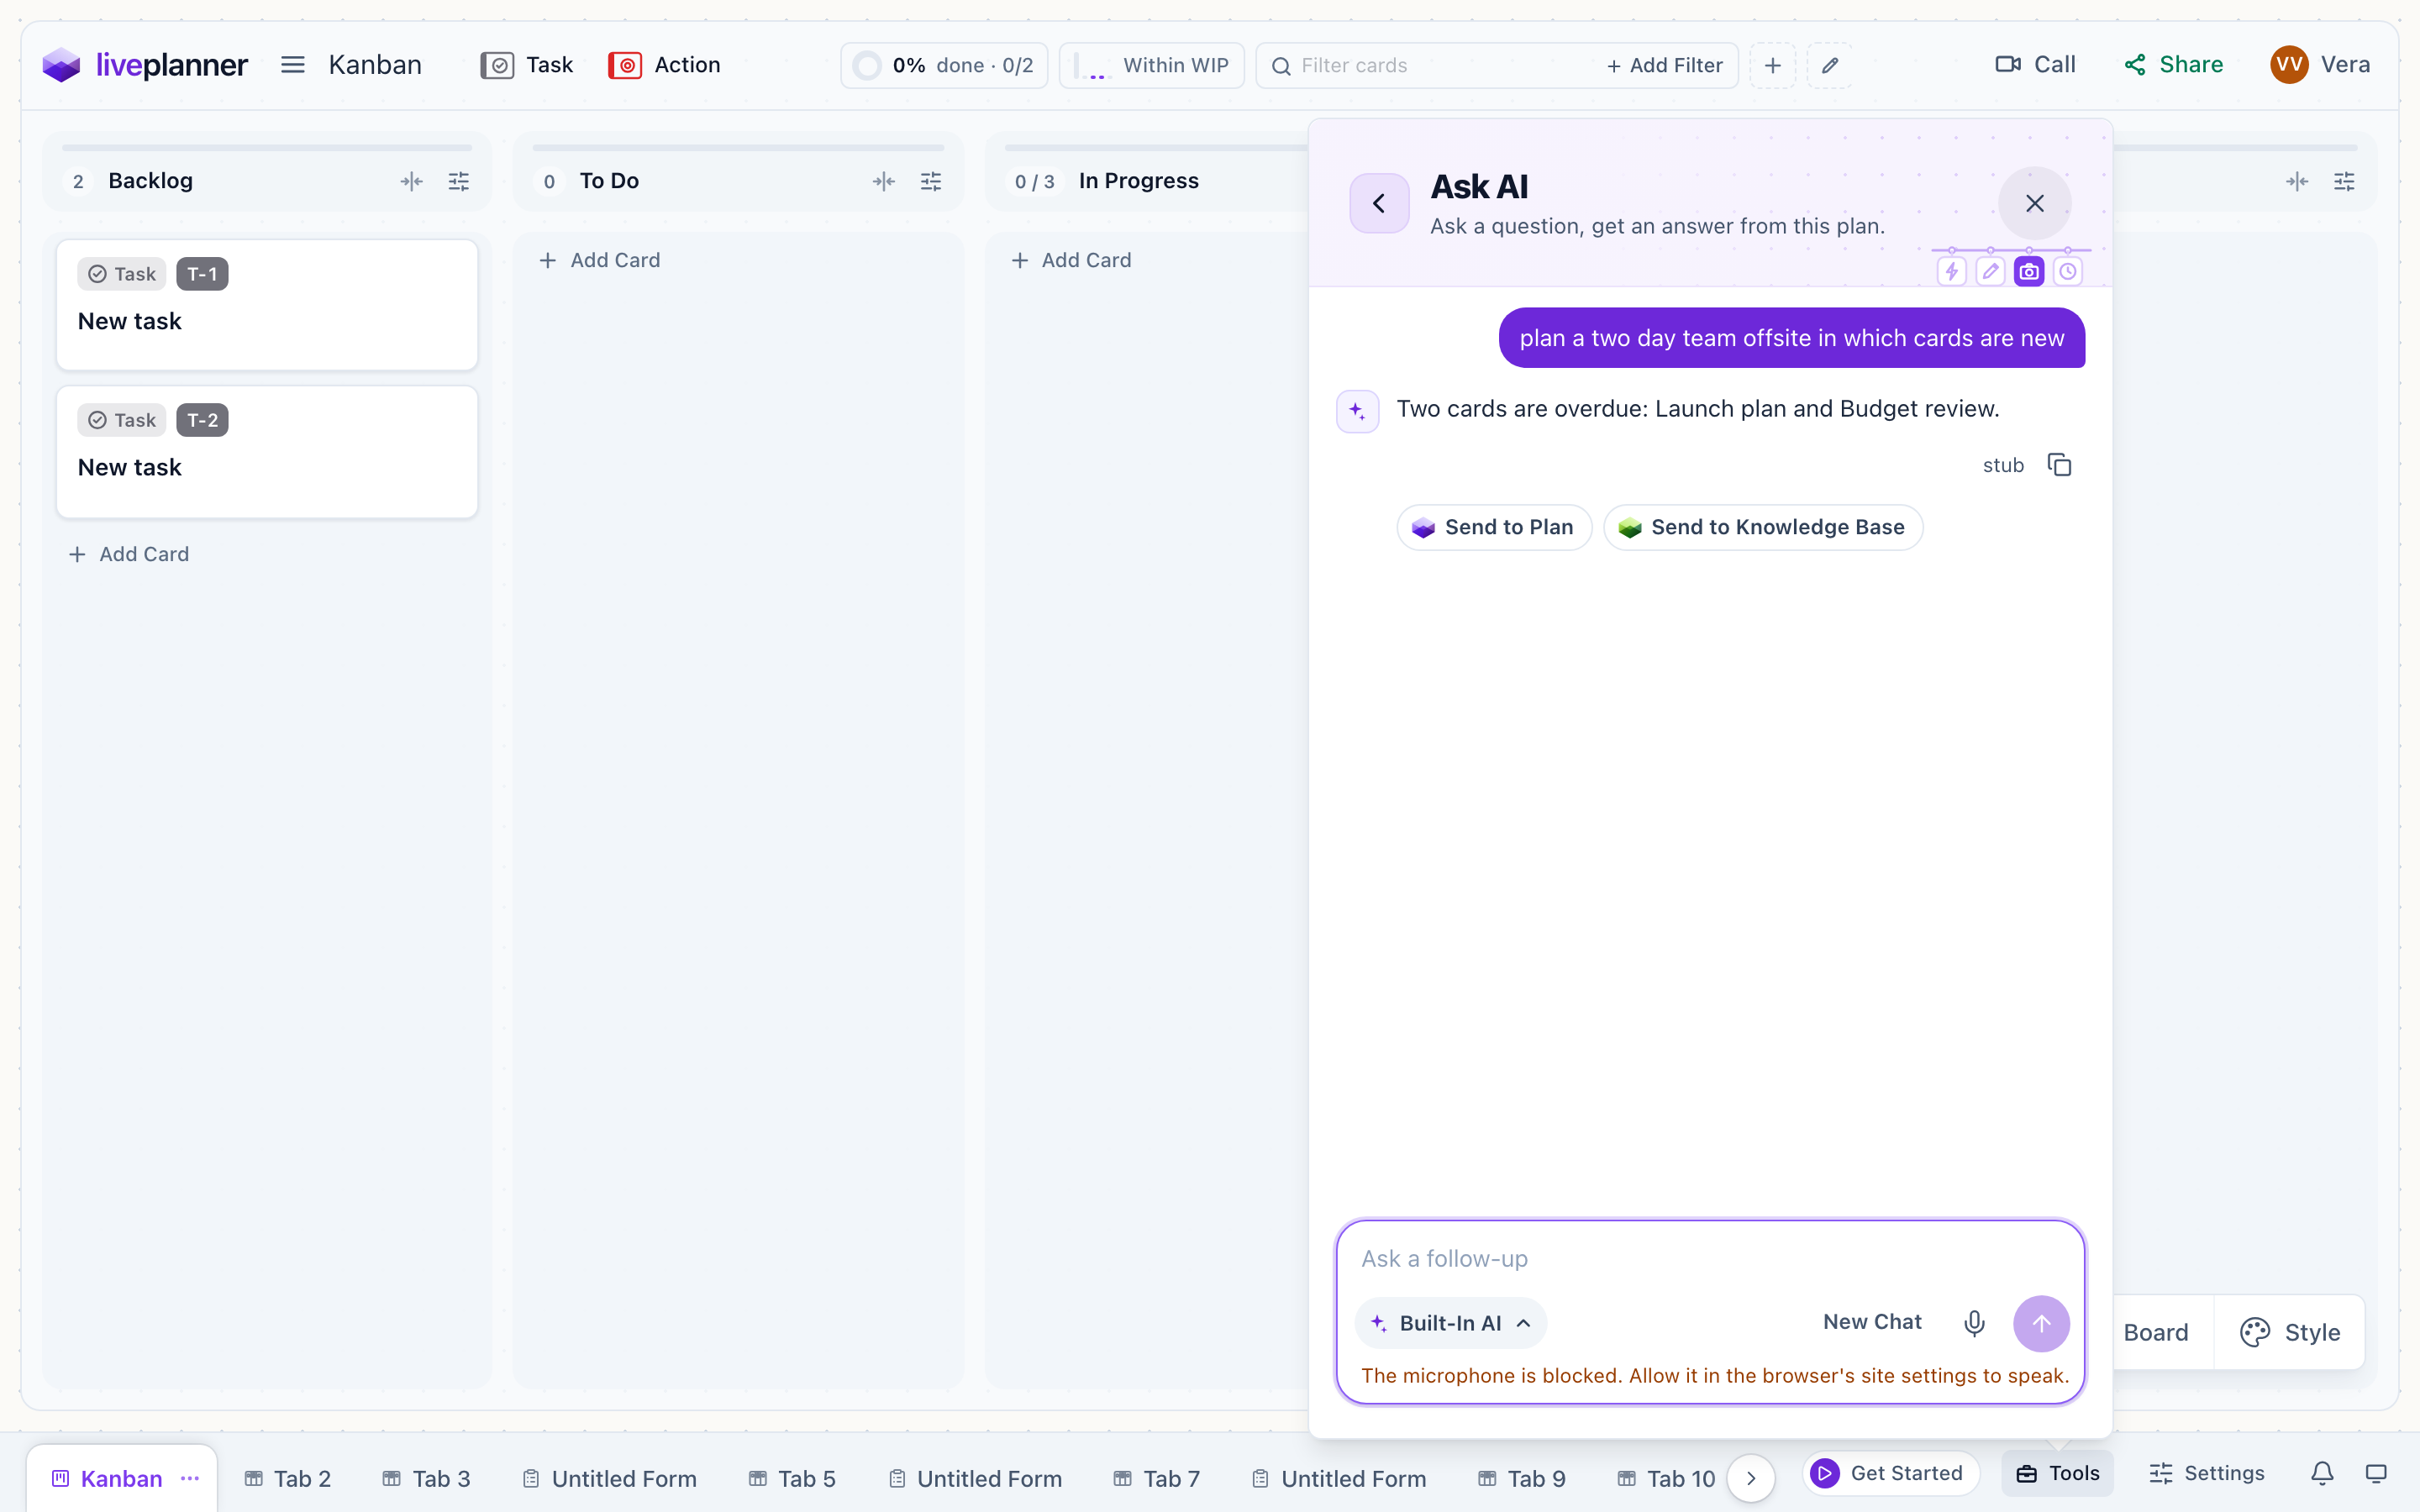 liveplanner
Kanban
Task
Action
0% done · 0/2
Within WIP
Filter cards
+ Add Filter
Call
Share
VV
Vera
2 Backlog
0 To Do
0 / 3 In Progress
Task T-1
New task
Task T-2
New task
+ Add Card
+ Add Card
+ Add Card
Ask AI
Ask a question, get an answer from this plan.
plan a two day team offsite in which cards are new
Two cards are overdue: Launch plan and Budget review.
stub
Send to Plan
Send to Knowledge Base
Ask a follow-up
Built-In AI
New Chat
The microphone is blocked. Allow it in the browser's site settings to speak.
Board
Style
Kanban
Tab 2
Tab 3
Untitled Form
Tab 5
Untitled Form
Tab 7
Untitled Form
Tab 9
Tab 10
Get Started
Tools
Settings